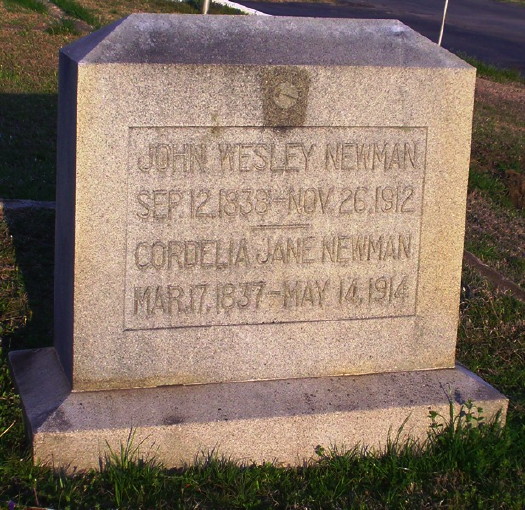 JOHN WESLEY NEWMAN
SEP. 12, 1838–NOV. 26, 1912
CORDELIA JANE NEWMAN
MAR. 17, 1837–MAY 14, 1914